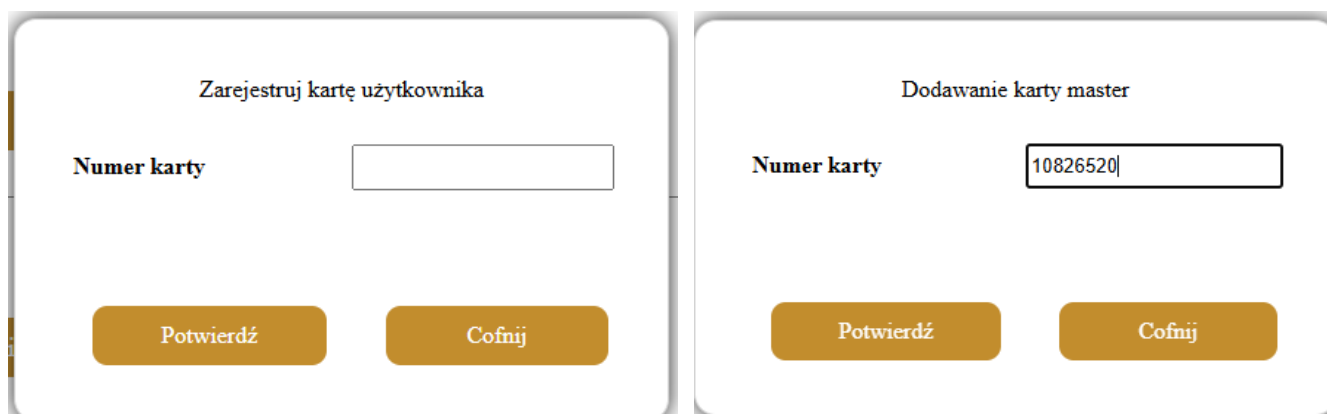 Zarejestruj kartę użytkownika
Numer karty
Potwierdź
Cofnij
Dodawanie karty master
Numer karty
10826520
Potwierdź
Cofnij